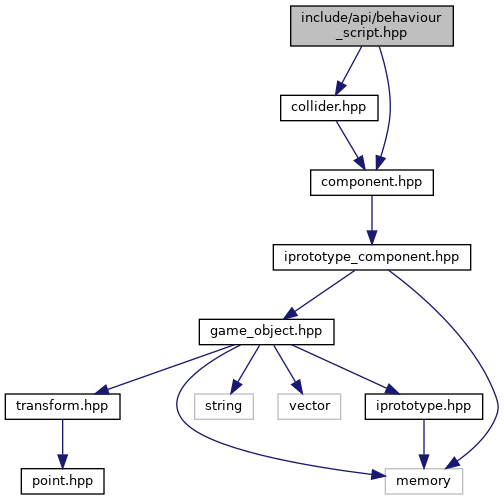 include/api/behaviour
_script.hpp
collider.hpp
component.hpp
iprototype_component.hpp
game_object.hpp
transform.hpp
string
vector
iprototype.hpp
point.hpp
memory